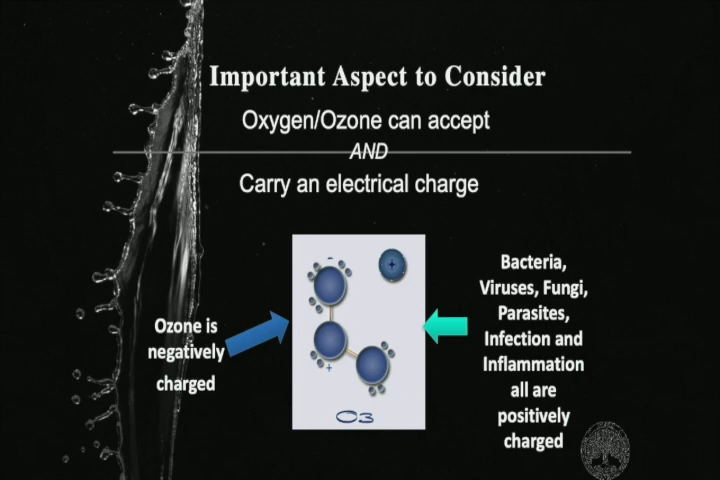 Important Aspect to Consider
Oxygen/Ozone can accept
AND
Carry an electrical charge
Ozone is
negatively
charged
-
+
+
O3
Bacteria,
Viruses, Fungi,
Parasites,
Infection and
Inflammation
all are
positively
charged